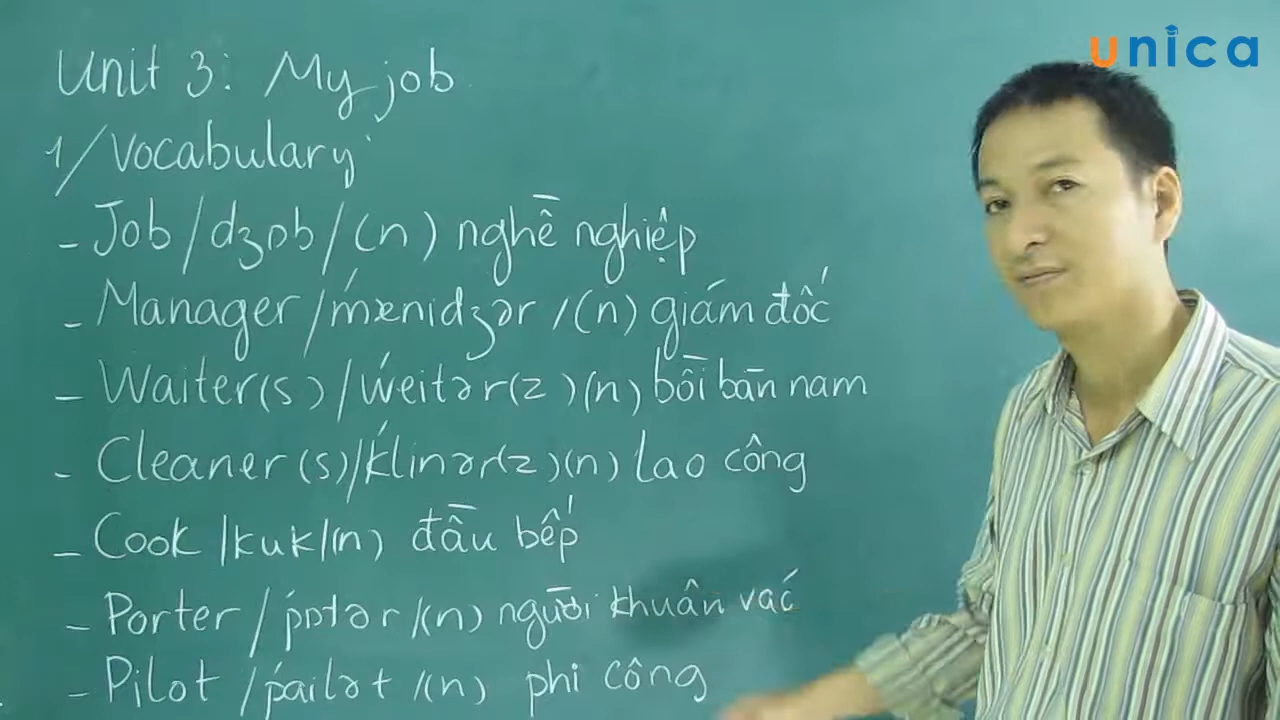 unica
Unit 3: My job
1/ Vocabulary
- Job /dʒɒb/ (n) nghề nghiệp
- Manager /ˈmænidʒər/ (n) giám đốc
- Waiter(s) /ˈweitər(z) (n) bồi bàn nam
- Cleaner (s) /ˈklinər(z) (n) lao công
- Cook /kuk/ (n) đầu bếp
- Porter /ˈpɒtər / (n) người khuân vác
- Pilot /ˈpailət / (n) phi công